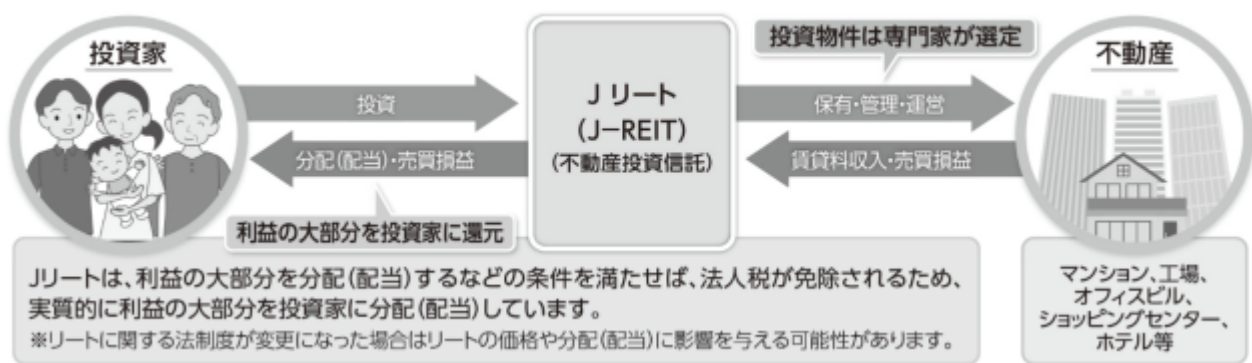 投資家
投資
分配(配当)・売買損益
利益の大部分を投資家に還元
Jリート
(J-REIT)
(不動産投資信託)
投資物件は専門家が選定
保有・管理・運営
賃貸料収入・売買損益
不動産
マンション、工場、
オフィスビル、
ショッピングセンター、
ホテル等
Jリートは、利益の大部分を分配(配当)するなどの条件を満たせば、法人税が免除されるため、
実質的に利益の大部分を投資家に分配(配当)しています。
※リートに関する法制度が変更になった場合はリートの価格や分配(配当)に影響を与える可能性があります。